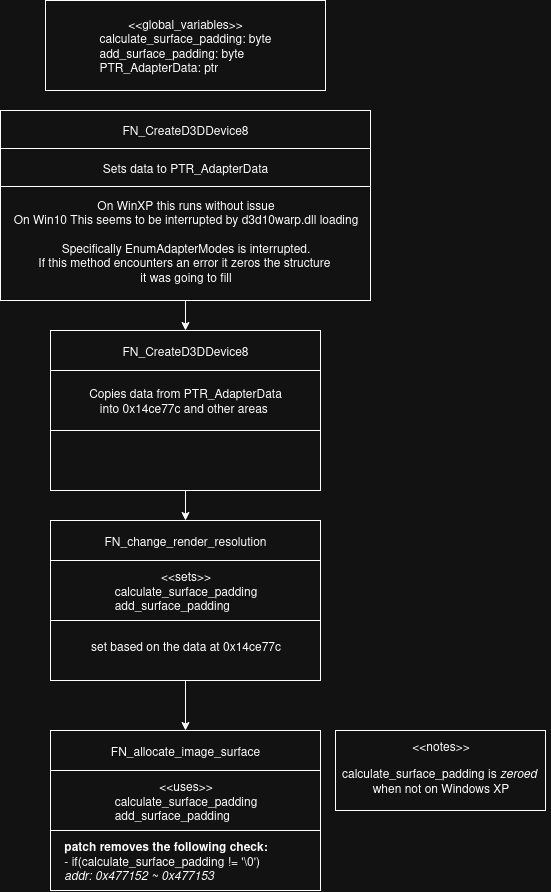 <<global_variables>>
calculate_surface_padding: byte
add_surface_padding: byte
PTR_AdapterData: ptr
FN_CreateD3DDevice8
Sets data to PTR_AdapterData
On WinXP this runs without issue
On Win10 This seems to be interrupted by d3d10warp.dll loading
Specifically EnumAdapterModes is interrupted.
If this method encounters an error it zeros the structure
it was going to fill
FN_CreateD3DDevice8
Copies data from PTR_AdapterData
into 0x14ce77c and other areas
FN_change_render_resolution
<<sets>>
calculate_surface_padding
add_surface_padding
set based on the data at 0x14ce77c
FN_allocate_image_surface
<<uses>>
calculate_surface_padding
add_surface_padding
patch removes the following check:
- if(calculate_surface_padding != '\0')
addr: 0x477152 ~ 0x477153
<<notes>>
calculate_surface_padding is zeroed
when not on Windows XP